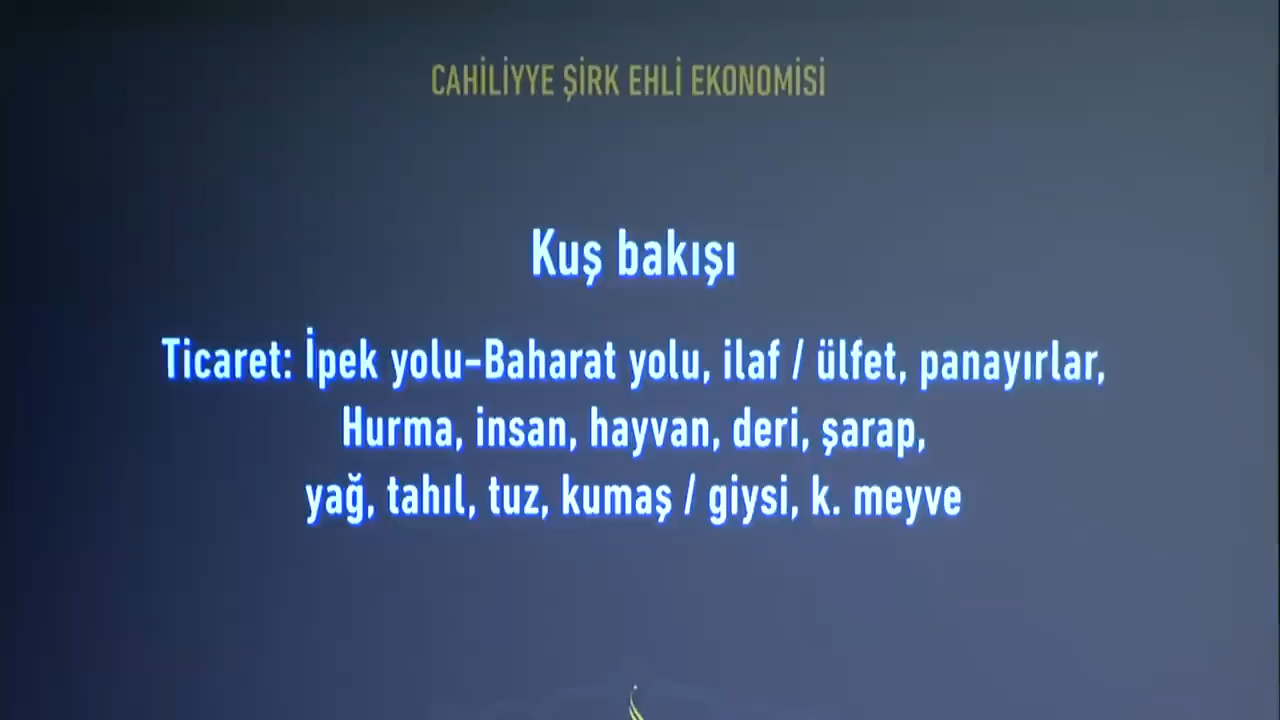 CAHİLİYYE ŞİRK EHLİ EKONOMİSİ
Kuş bakışı
Ticaret: İpek yolu-Baharat yolu, ilaf / ülfet, panayırlar,
Hurma, insan, hayvan, deri, şarap,
yağ, tahıl, tuz, kumaş / giysi, k. meyve